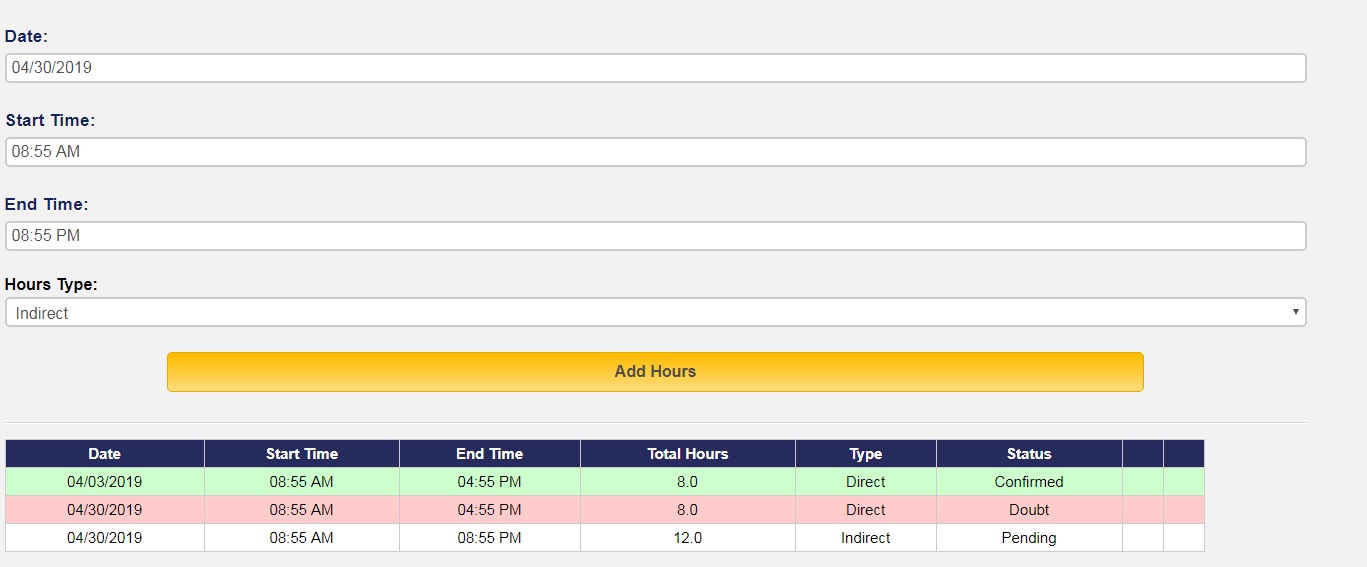 Date:
04/30/2019
Start Time:
08:55 AM
End Time:
08:55 PM
Hours Type:
Indirect
Add Hours
Date Start Time End Time Total Hours Type Status
04/03/2019 08:55 AM 04:55 PM 8.0 Direct Confirmed
04/30/2019 08:55 AM 04:55 PM 8.0 Direct Doubt
04/30/2019 08:55 AM 08:55 PM 12.0 Indirect Pending